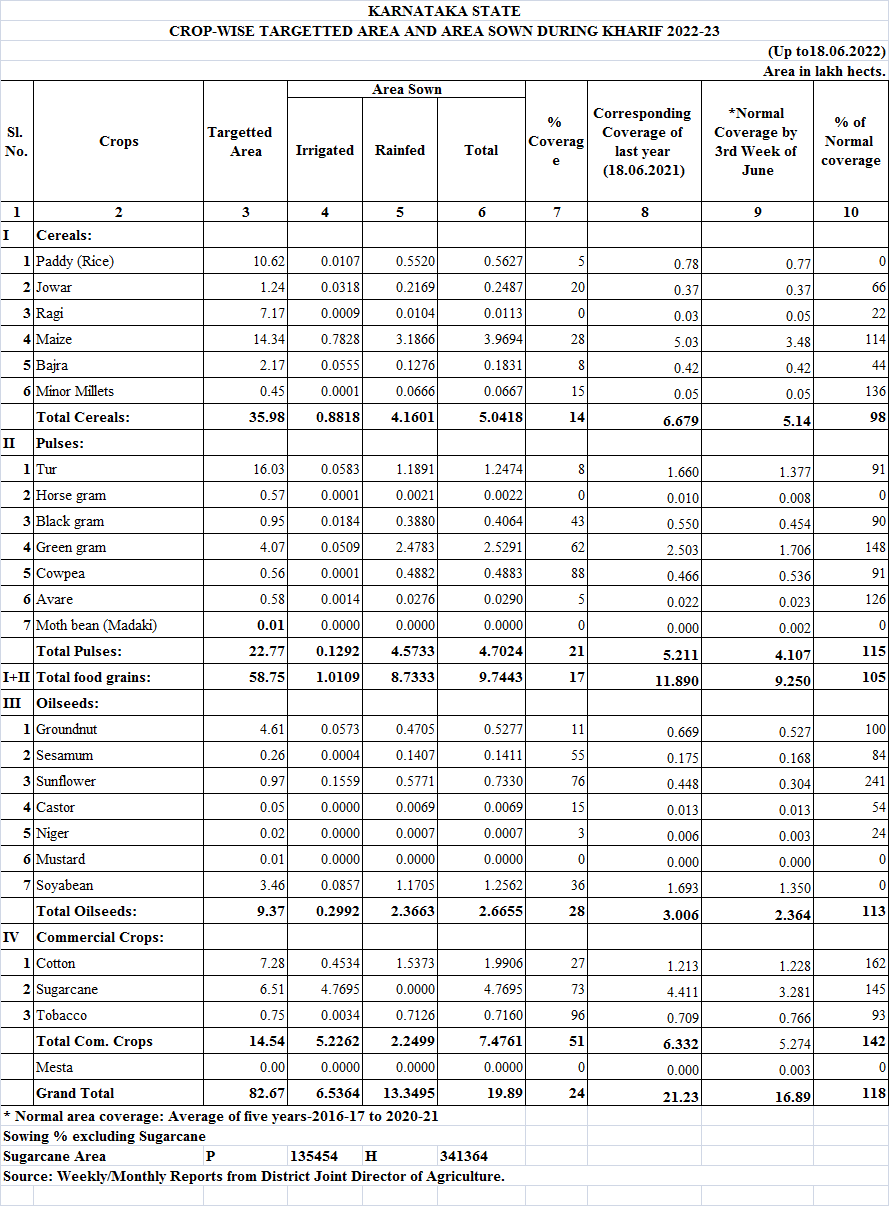 KARNATAKA STATE
CROP-WISE TARGETTED AREA AND AREA SOWN DURING KHARIF 2022-23
(Up to18.06.2022)
Area in lakh hects.
Sl. No. Crops Targetted Area Area Sown Irrigated Rainfed Total % Coverag e Corresponding Coverage of last year (18.06.2021) *Normal Coverage by 3rd Week of June % of Normal coverage
1 2 3 4 5 6 7 8 9 10
I Cereals:
1 Paddy (Rice) 10.62 0.0107 0.5520 0.5627 5 0.78 0.77 0
2 Jowar 1.24 0.0318 0.2169 0.2487 20 0.37 0.37 66
3 Ragi 7.17 0.0009 0.0104 0.0113 0 0.03 0.05 22
4 Maize 14.34 0.7828 3.1866 3.9694 28 5.03 3.48 114
5 Bajra 2.17 0.0555 0.1276 0.1831 8 0.42 0.42 44
6 Minor Millets 0.45 0.0001 0.0666 0.0667 15 0.05 0.05 136
Total Cereals: 35.98 0.8818 4.1601 5.0418 14 6.679 5.14 98
II Pulses:
1 Tur 16.03 0.0583 1.1891 1.2474 8 1.660 1.377 91
2 Horse gram 0.57 0.0001 0.0021 0.0022 0 0.010 0.008 0
3 Black gram 0.95 0.0184 0.3880 0.4064 43 0.550 0.454 90
4 Green gram 4.07 0.0509 2.4783 2.5291 62 2.503 1.706 148
5 Cowpea 0.56 0.0001 0.4882 0.4883 88 0.466 0.536 91
6 Avare 0.58 0.0014 0.0276 0.0290 5 0.022 0.023 126
7 Moth bean (Madaki) 0.01 0.0000 0.0000 0.0000 0 0.000 0.002 0
Total Pulses: 22.77 0.1292 4.5733 4.7024 21 5.211 4.107 115
I+II Total food grains: 58.75 1.0109 8.7333 9.7443 17 11.890 9.250 105
III Oilseeds:
1 Groundnut 4.61 0.0573 0.4705 0.5277 11 0.669 0.527 100
2 Sesamum 0.26 0.0004 0.1407 0.1411 55 0.175 0.168 84
3 Sunflower 0.97 0.1559 0.5771 0.7330 76 0.448 0.304 241
4 Castor 0.05 0.0000 0.0069 0.0069 15 0.013 0.013 54
5 Niger 0.02 0.0000 0.0007 0.0007 3 0.006 0.003 24
6 Mustard 0.01 0.0000 0.0000 0.0000 0 0.000 0.000 0
7 Soyabean 3.46 0.0857 1.1705 1.2562 36 1.693 1.350 0
Total Oilseeds: 9.37 0.2992 2.3663 2.6655 28 3.006 2.364 113
IV Commercial Crops:
1 Cotton 7.28 0.4534 1.5373 1.9906 27 1.213 1.228 162
2 Sugarcane 6.51 4.7695 0.0000 4.7695 73 4.411 3.281 145
3 Tobacco 0.75 0.0034 0.7126 0.7160 96 0.709 0.766 93
Total Com. Crops 14.54 5.2262 2.2499 7.4761 51 6.332 5.274 142
Mesta 0.00 0.0000 0.0000 0.0000 0 0.000 0.003 0
Grand Total 82.67 6.5364 13.3495 19.89 24 21.23 16.89 118
* Normal area coverage: Average of five years-2016-17 to 2020-21
Sowing % excluding Sugarcane
Sugarcane Area P 135454 H 341364
Source: Weekly/Monthly Reports from District Joint Director of Agriculture.